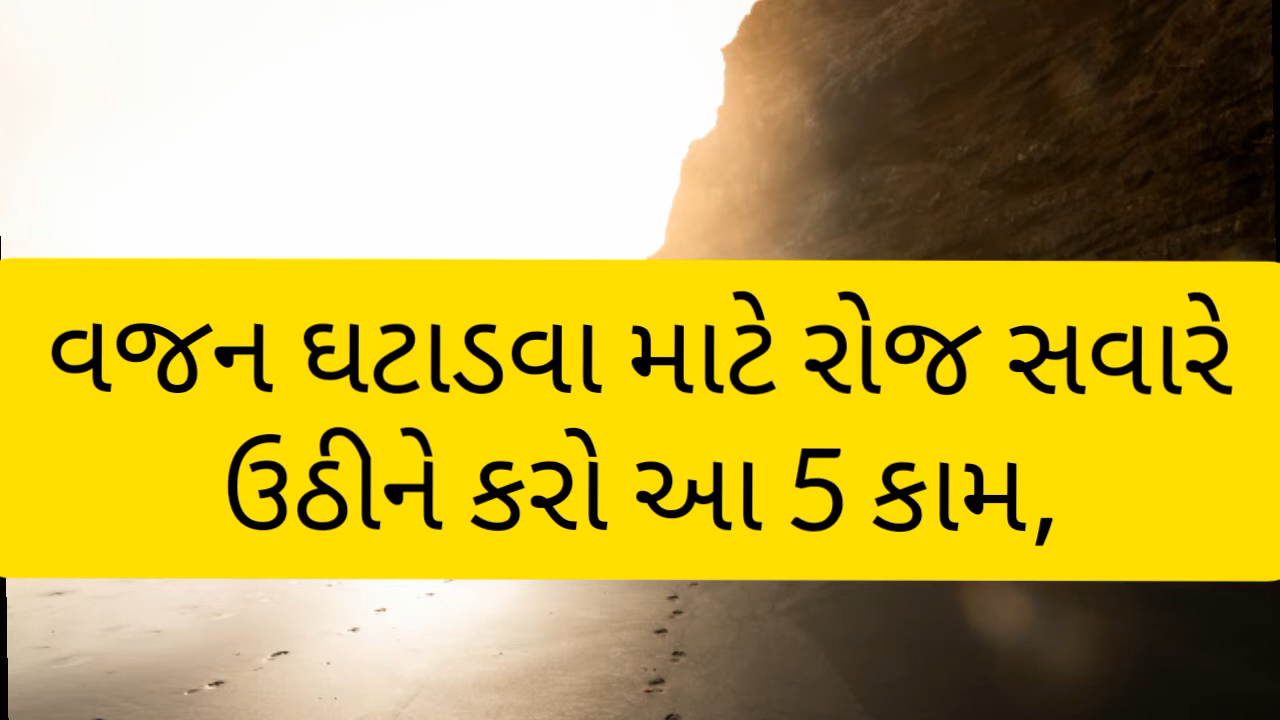 વજન ઘટાડવા માટે રોજ સવારે
ઉઠીને કરો આ 5 કામ,